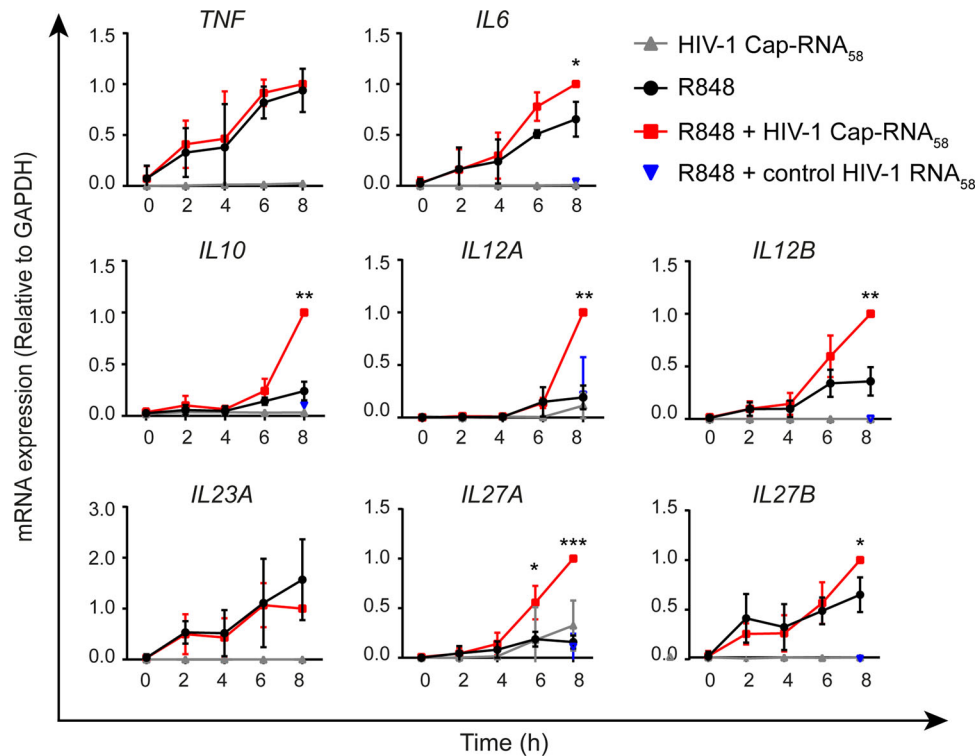 TNF
1.5
1.0
0.5
0.0
0 2 4 6 8
IL6
1.5
1.0
0.5
0.0
*
0 2 4 6 8
HIV-1 Cap-RNA58
R848
R848 + HIV-1 Cap-RNA58
R848 + control HIV-1 RNA58
IL10
1.5
1.0
0.5
0.0
**
0 2 4 6 8
IL12A
1.5
1.0
0.5
0.0
**
0 2 4 6 8
IL12B
1.5
1.0
0.5
0.0
**
0 2 4 6 8
IL23A
3.0
2.0
1.0
0.0
0 2 4 6 8
IL27A
1.5
1.0
0.5
0.0
* ***
0 2 4 6 8
IL27B
1.5
1.0
0.5
0.0
*
0 2 4 6 8
mRNA expression (Relative to GAPDH)
Time (h)